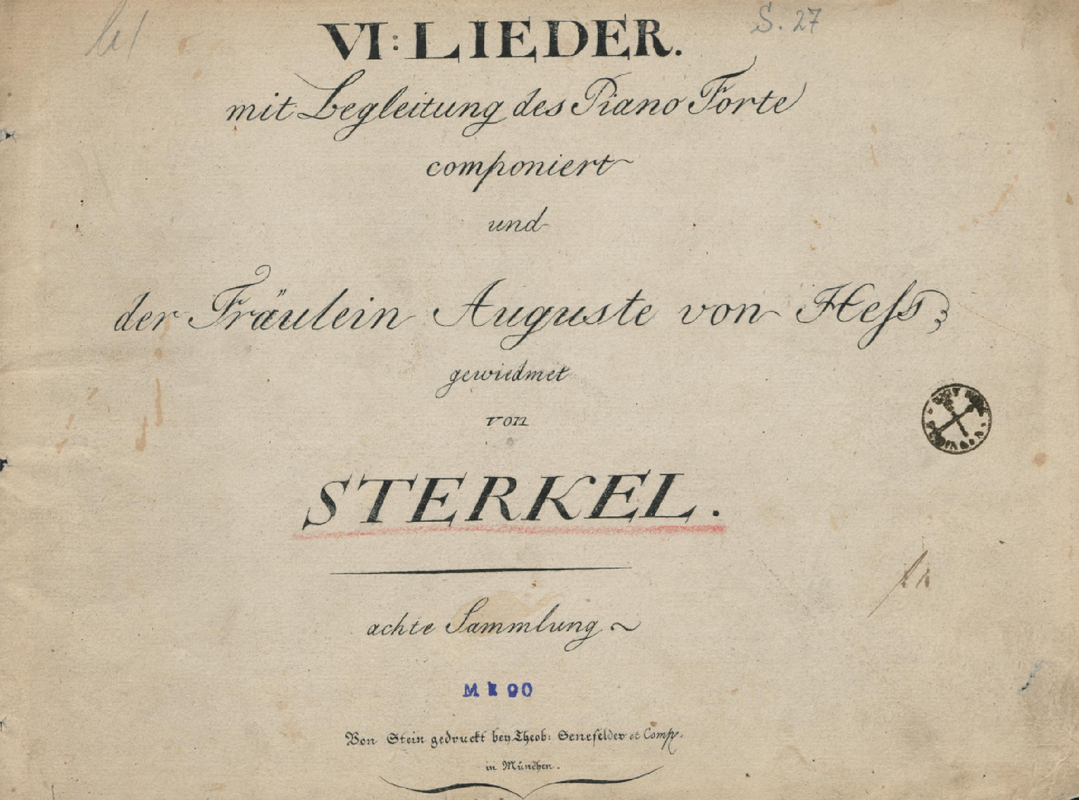 S. 27
VI: LIEDER.
mit Begleitung des Piano Forte
componiert
und
der Fräulein Auguste von Heſs
gewiedmet
von
STERKEL.
achte Sammlung
M k 90
Von Stein gedruckt bey Theob: Senefelder et Comp.
in München.